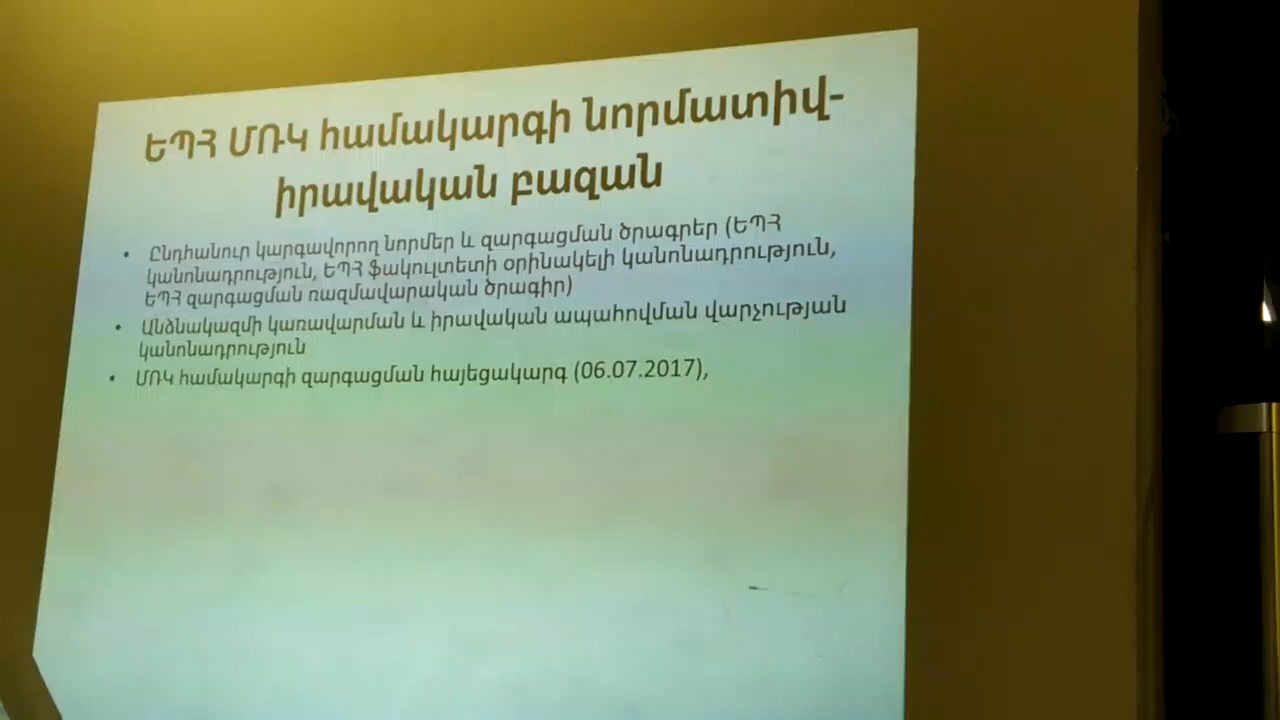 ԵՊՀ ՄՌԿ համակարգի նորմատիվ-
իրավական բազան
• Ընդհանուր կարգավորող նորմեր և զարգացման ծրագրեր (ԵՊՀ
կանոնադրություն, ԵՊՀ ֆակուլտետի օրինակելի կանոնադրություն,
ԵՊՀ զարգացման ռազմավարական ծրագիր)
• Անձնակազմի կառավարման և իրավական ապահովման վարչության
կանոնադրություն
• ՄՌԿ համակարգի զարգացման հայեցակարգ (06.07.2017),